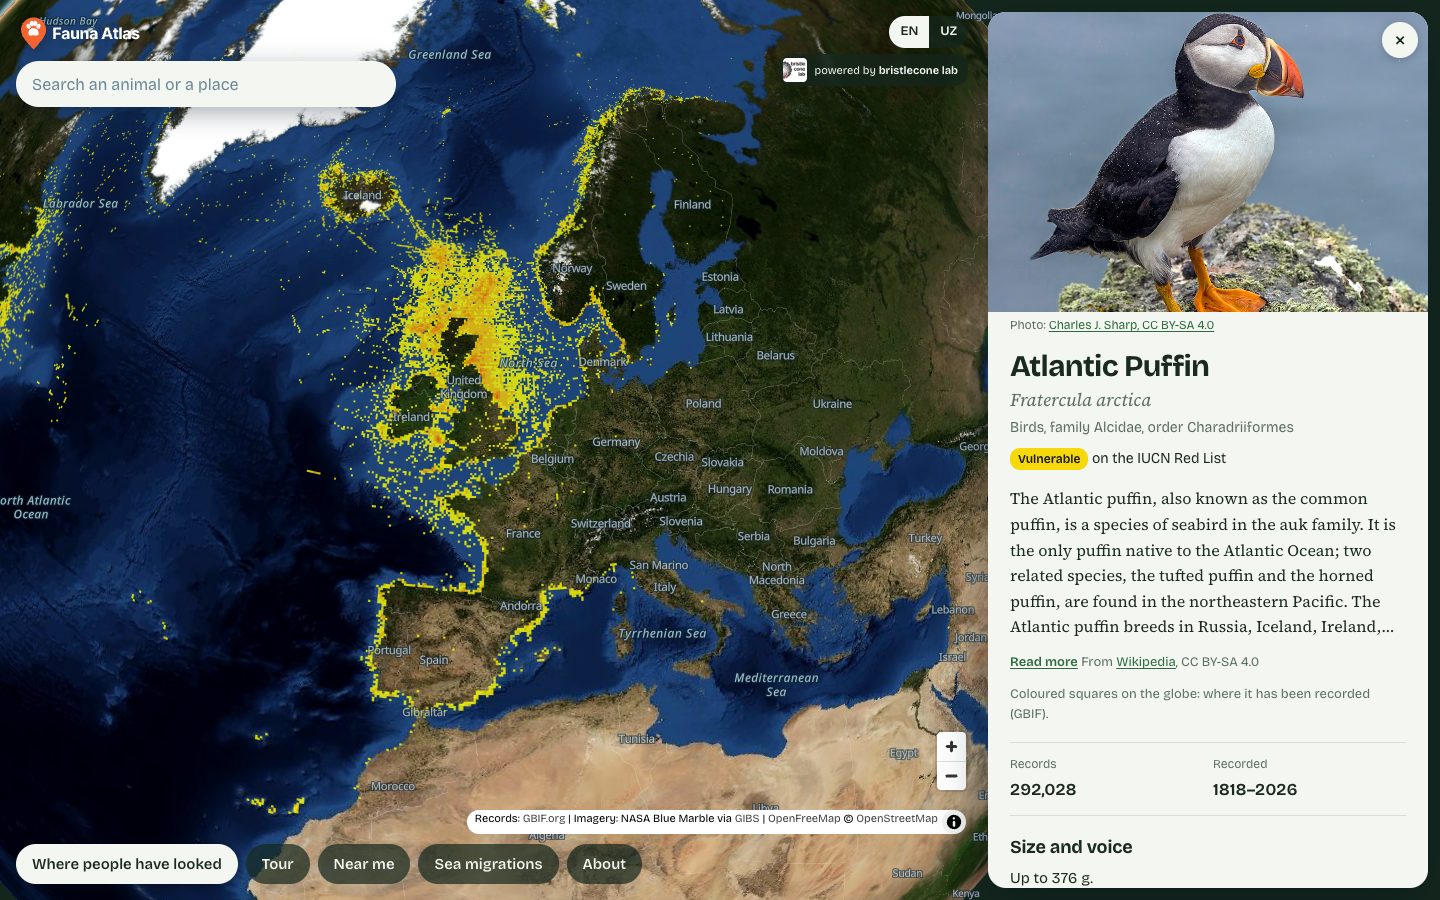 Hudson Bay
Fauna Atlas
Search an animal or a place
Greenland Sea
EN
UZ
Mongolia
powered by bristlecone lab
bristle
cone
lab
Labrador Sea
Iceland
Finland
Norway
Sweden
Estonia
Latvia
Lithuania
Belarus
North Sea
Denmark
United
Kingdom
Ireland
Poland
Ukraine
Germany
Belgium
Czechia
Slovakia
Moldova
Georg
Austria
Hungary
Romania
orth Atlantic
Ocean
France
Switzerland
Slovenia
Serbia
Bulgaria
Turkey
San Marino
Monaco
Italy
North
Macedonia
Syria
Andorra
Greece
Lebanon
Portugal
Spain
Tyrrhenian Sea
Jordan
Israel
Mediterranean
Sea
Gibraltar
Tunisia
Egypt
Morocco
Libya
Algeria
Er
Eth
Sudan
Kenya
+
−
Records: GBIF.org | Imagery: NASA Blue Marble via GIBS | OpenFreeMap © OpenStreetMap
Where people have looked
Tour
Near me
Sea migrations
About
×
Photo: Charles J. Sharp, CC BY-SA 4.0
Atlantic Puffin
Fratercula arctica
Birds, family Alcidae, order Charadriiformes
Vulnerable on the IUCN Red List
The Atlantic puffin, also known as the common
puffin, is a species of seabird in the auk family. It is
the only puffin native to the Atlantic Ocean; two
related species, the tufted puffin and the horned
puffin, are found in the northeastern Pacific. The
Atlantic puffin breeds in Russia, Iceland, Ireland,...
Read more From Wikipedia, CC BY-SA 4.0
Coloured squares on the globe: where it has been recorded
(GBIF).
Records
Recorded
292,028
1818–2026
Size and voice
Up to 376 g.